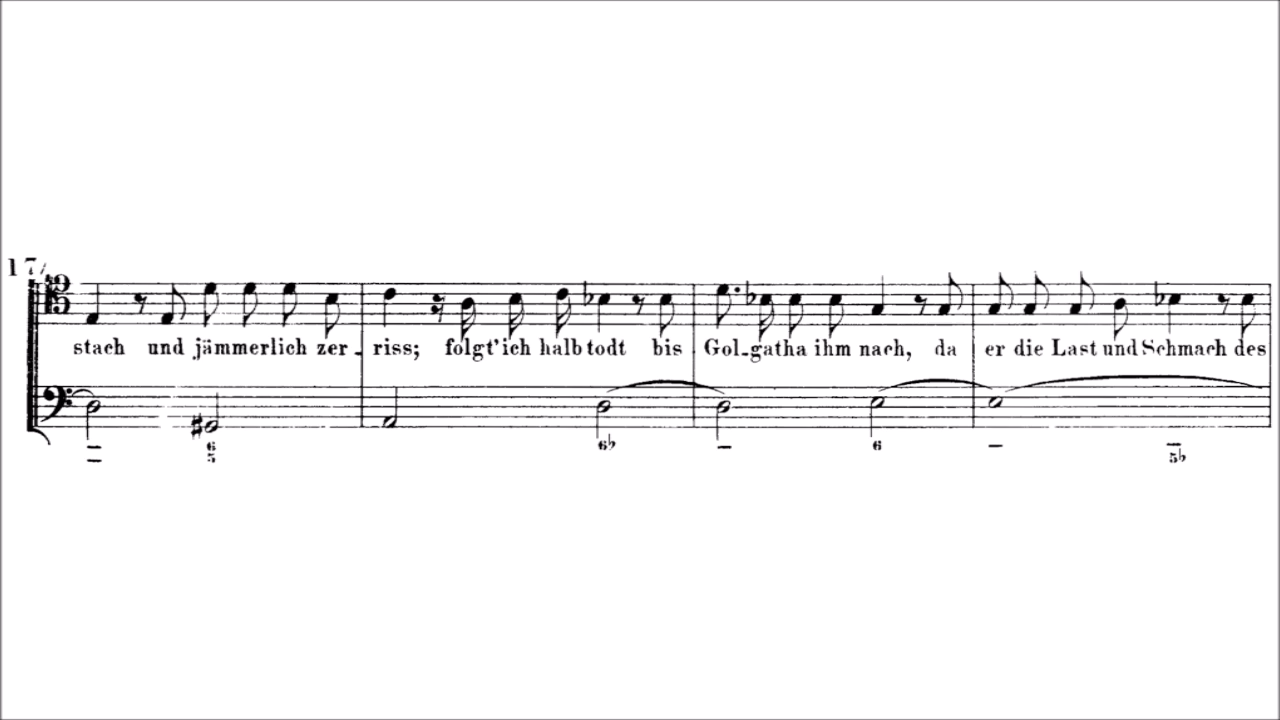 17
stach und jämmerlich zer - riss; folgt' ich halb todt bis Gol-gatha ihm nach, da er die Last und Schmach des
6 6♭ 6
5 5♭